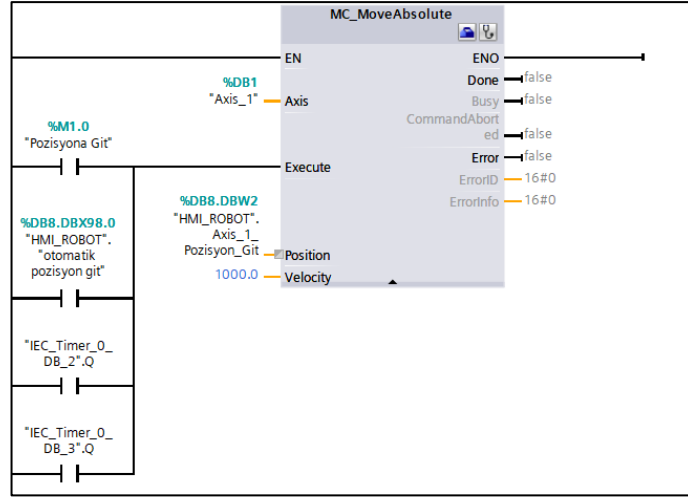 MC_MoveAbsolute
EN
ENO
%DB1
"Axis_1"
Axis
Done
false
Busy
false
CommandAbort
ed
false
%M1.0
"Pozisyona Git"
Execute
Error
false
ErrorID
16#0
ErrorInfo
16#0
%DB8.DBW2
"HMI_ROBOT".
Axis_1_
Pozisyon_Git
Position
1000.0
Velocity
%DB8.DBX98.0
"HMI_ROBOT".
"otomatik
pozisyon git"
"IEC_Timer_0_
DB_2".Q
"IEC_Timer_0_
DB_3".Q